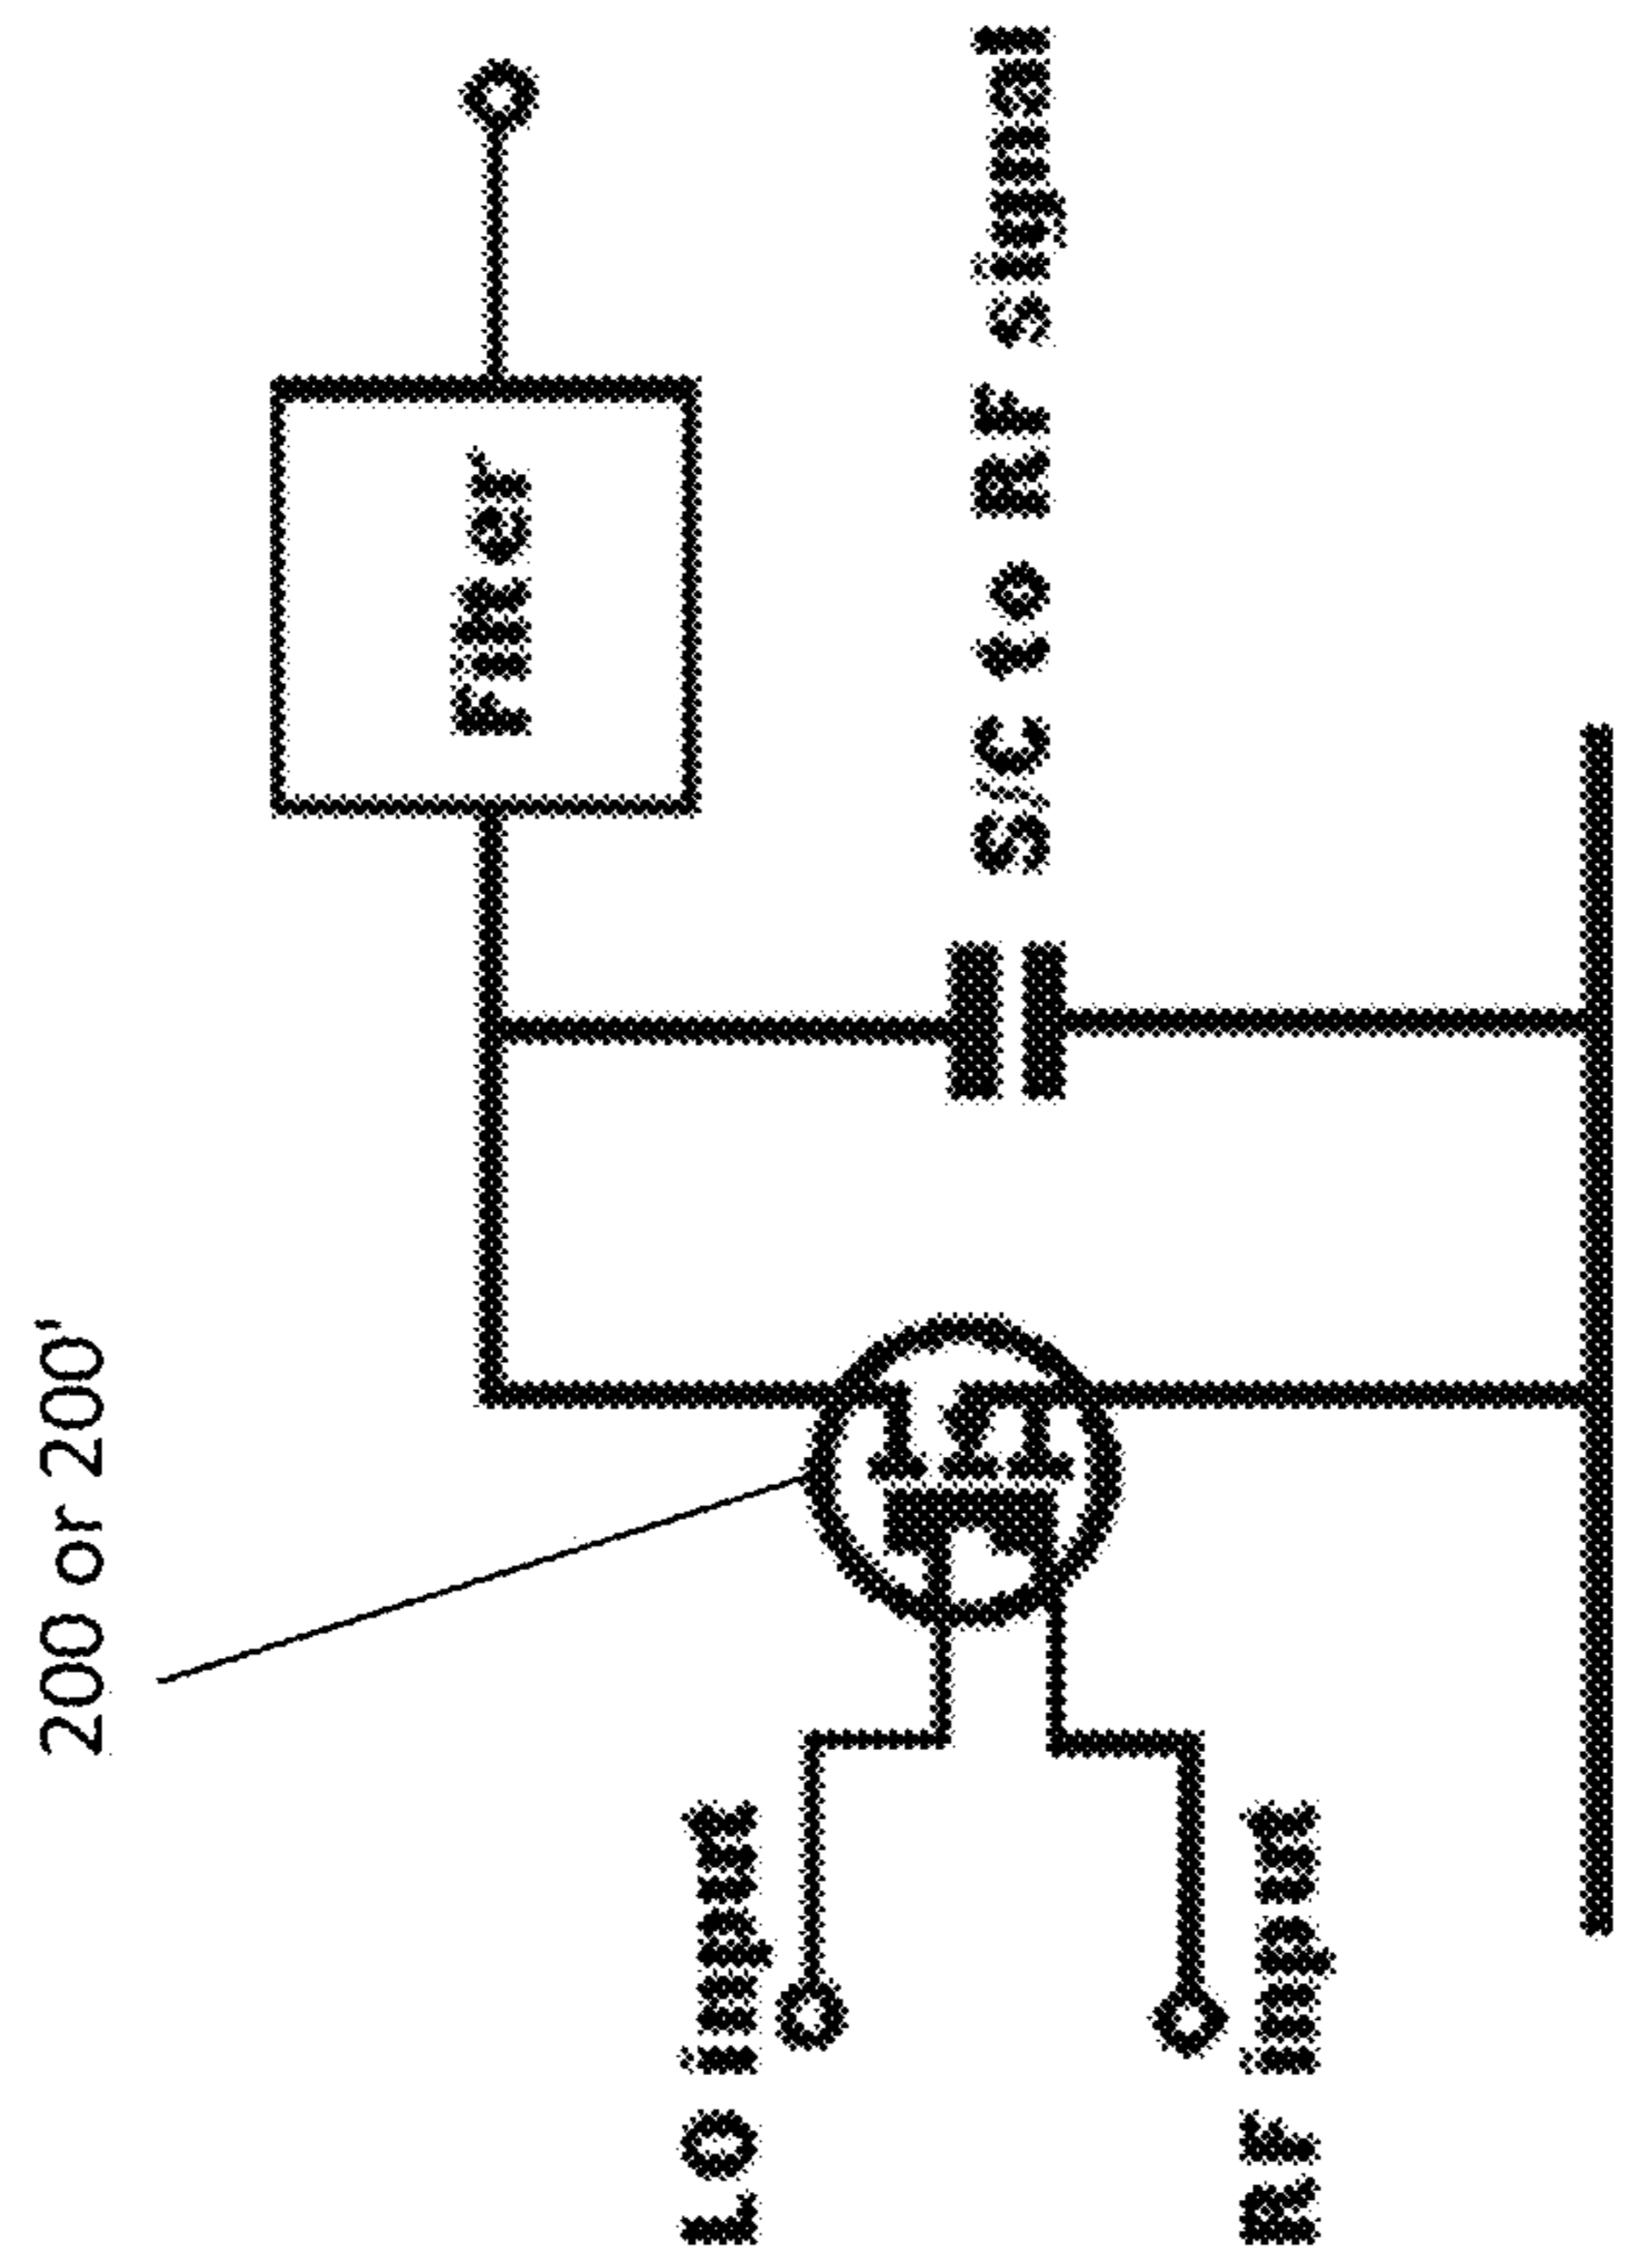 200 or 200'
Filter
S/C to RF signal
LO input
RF input